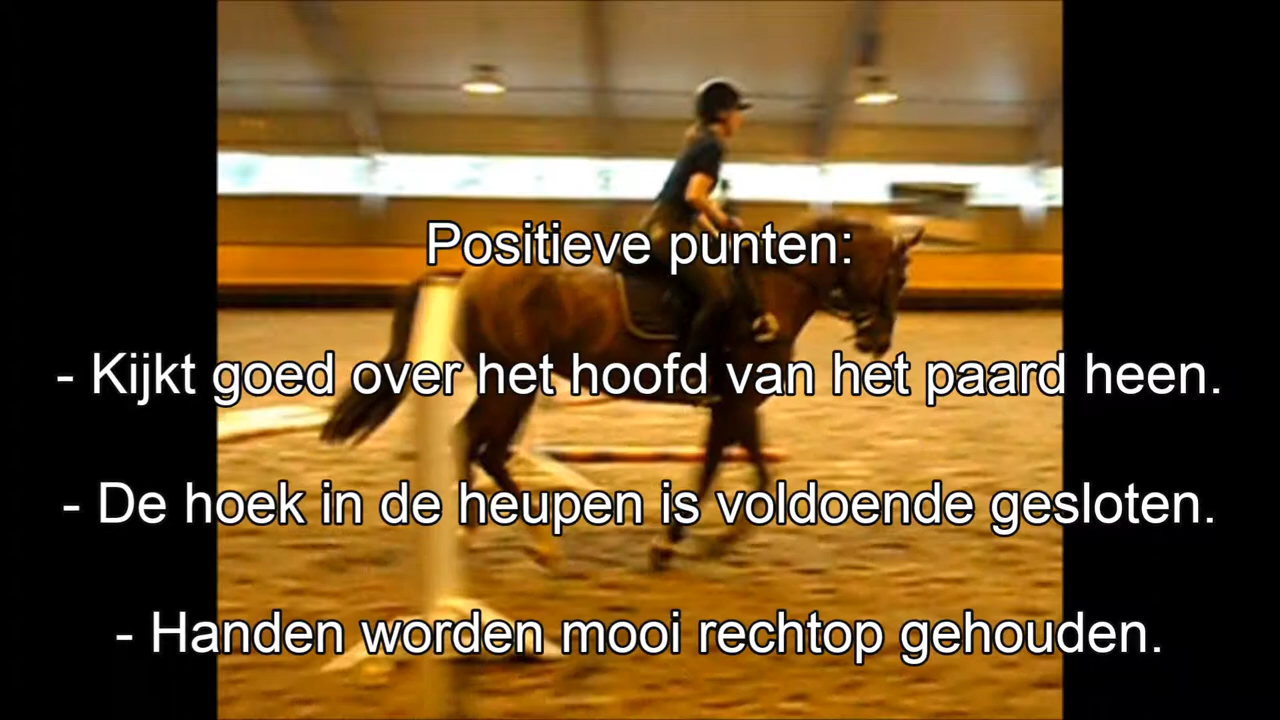 Positieve punten:
- Kijkt goed over het hoofd van het paard heen.
- De hoek in de heupen is voldoende gesloten.
- Handen worden mooi rechtop gehouden.